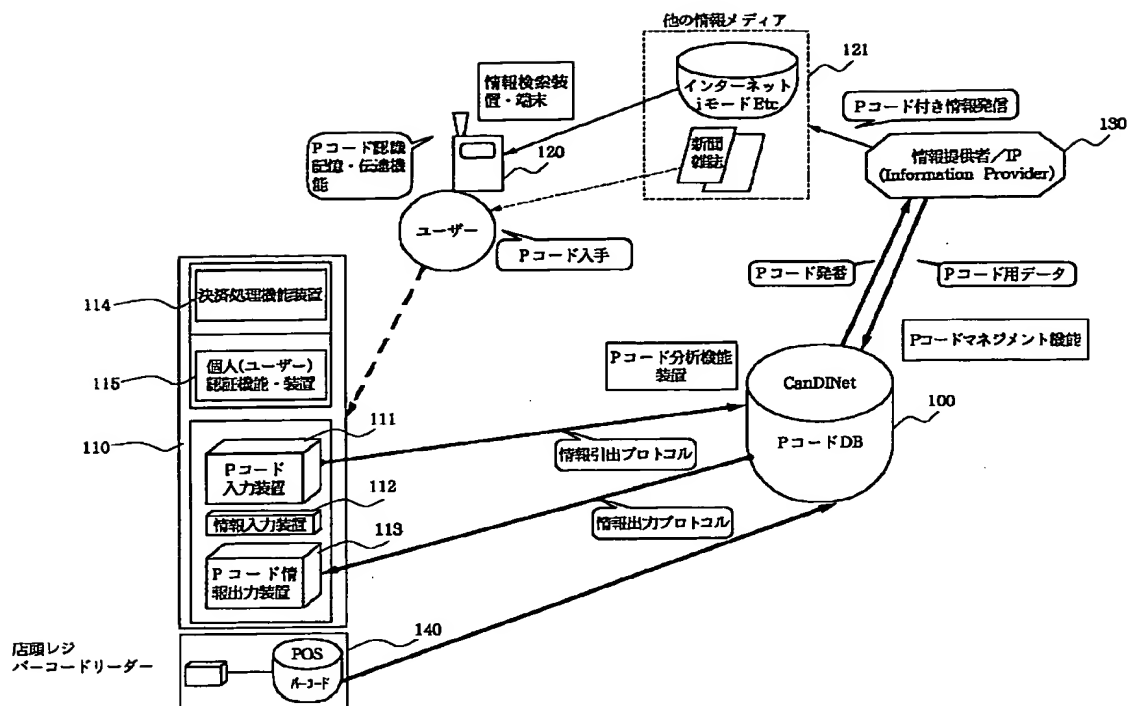 他の情報メディア
121
インターネット
iモードEtc
新聞
雑誌
情報検索装
置・端末
Pコード認識
記憶・伝達機
能
120
ユーザー
Pコード入手
Pコード付き情報発信
130
情報提供者/IP
(Information Provider)
Pコード発番
Pコード用データ
Pコードマネジメント機能
Pコード分析機能
装置
CanDINet
PコードDB
100
114
決済処理機能装置
115
個人(ユーザー)
認証機能・装置
110
111
Pコード
入力装置
112
情報入力装置
113
Pコード情
報出力装置
情報引出プロトコル
情報出力プロトコル
店頭レジ
バーコードリーダー
140
POS
バーコード